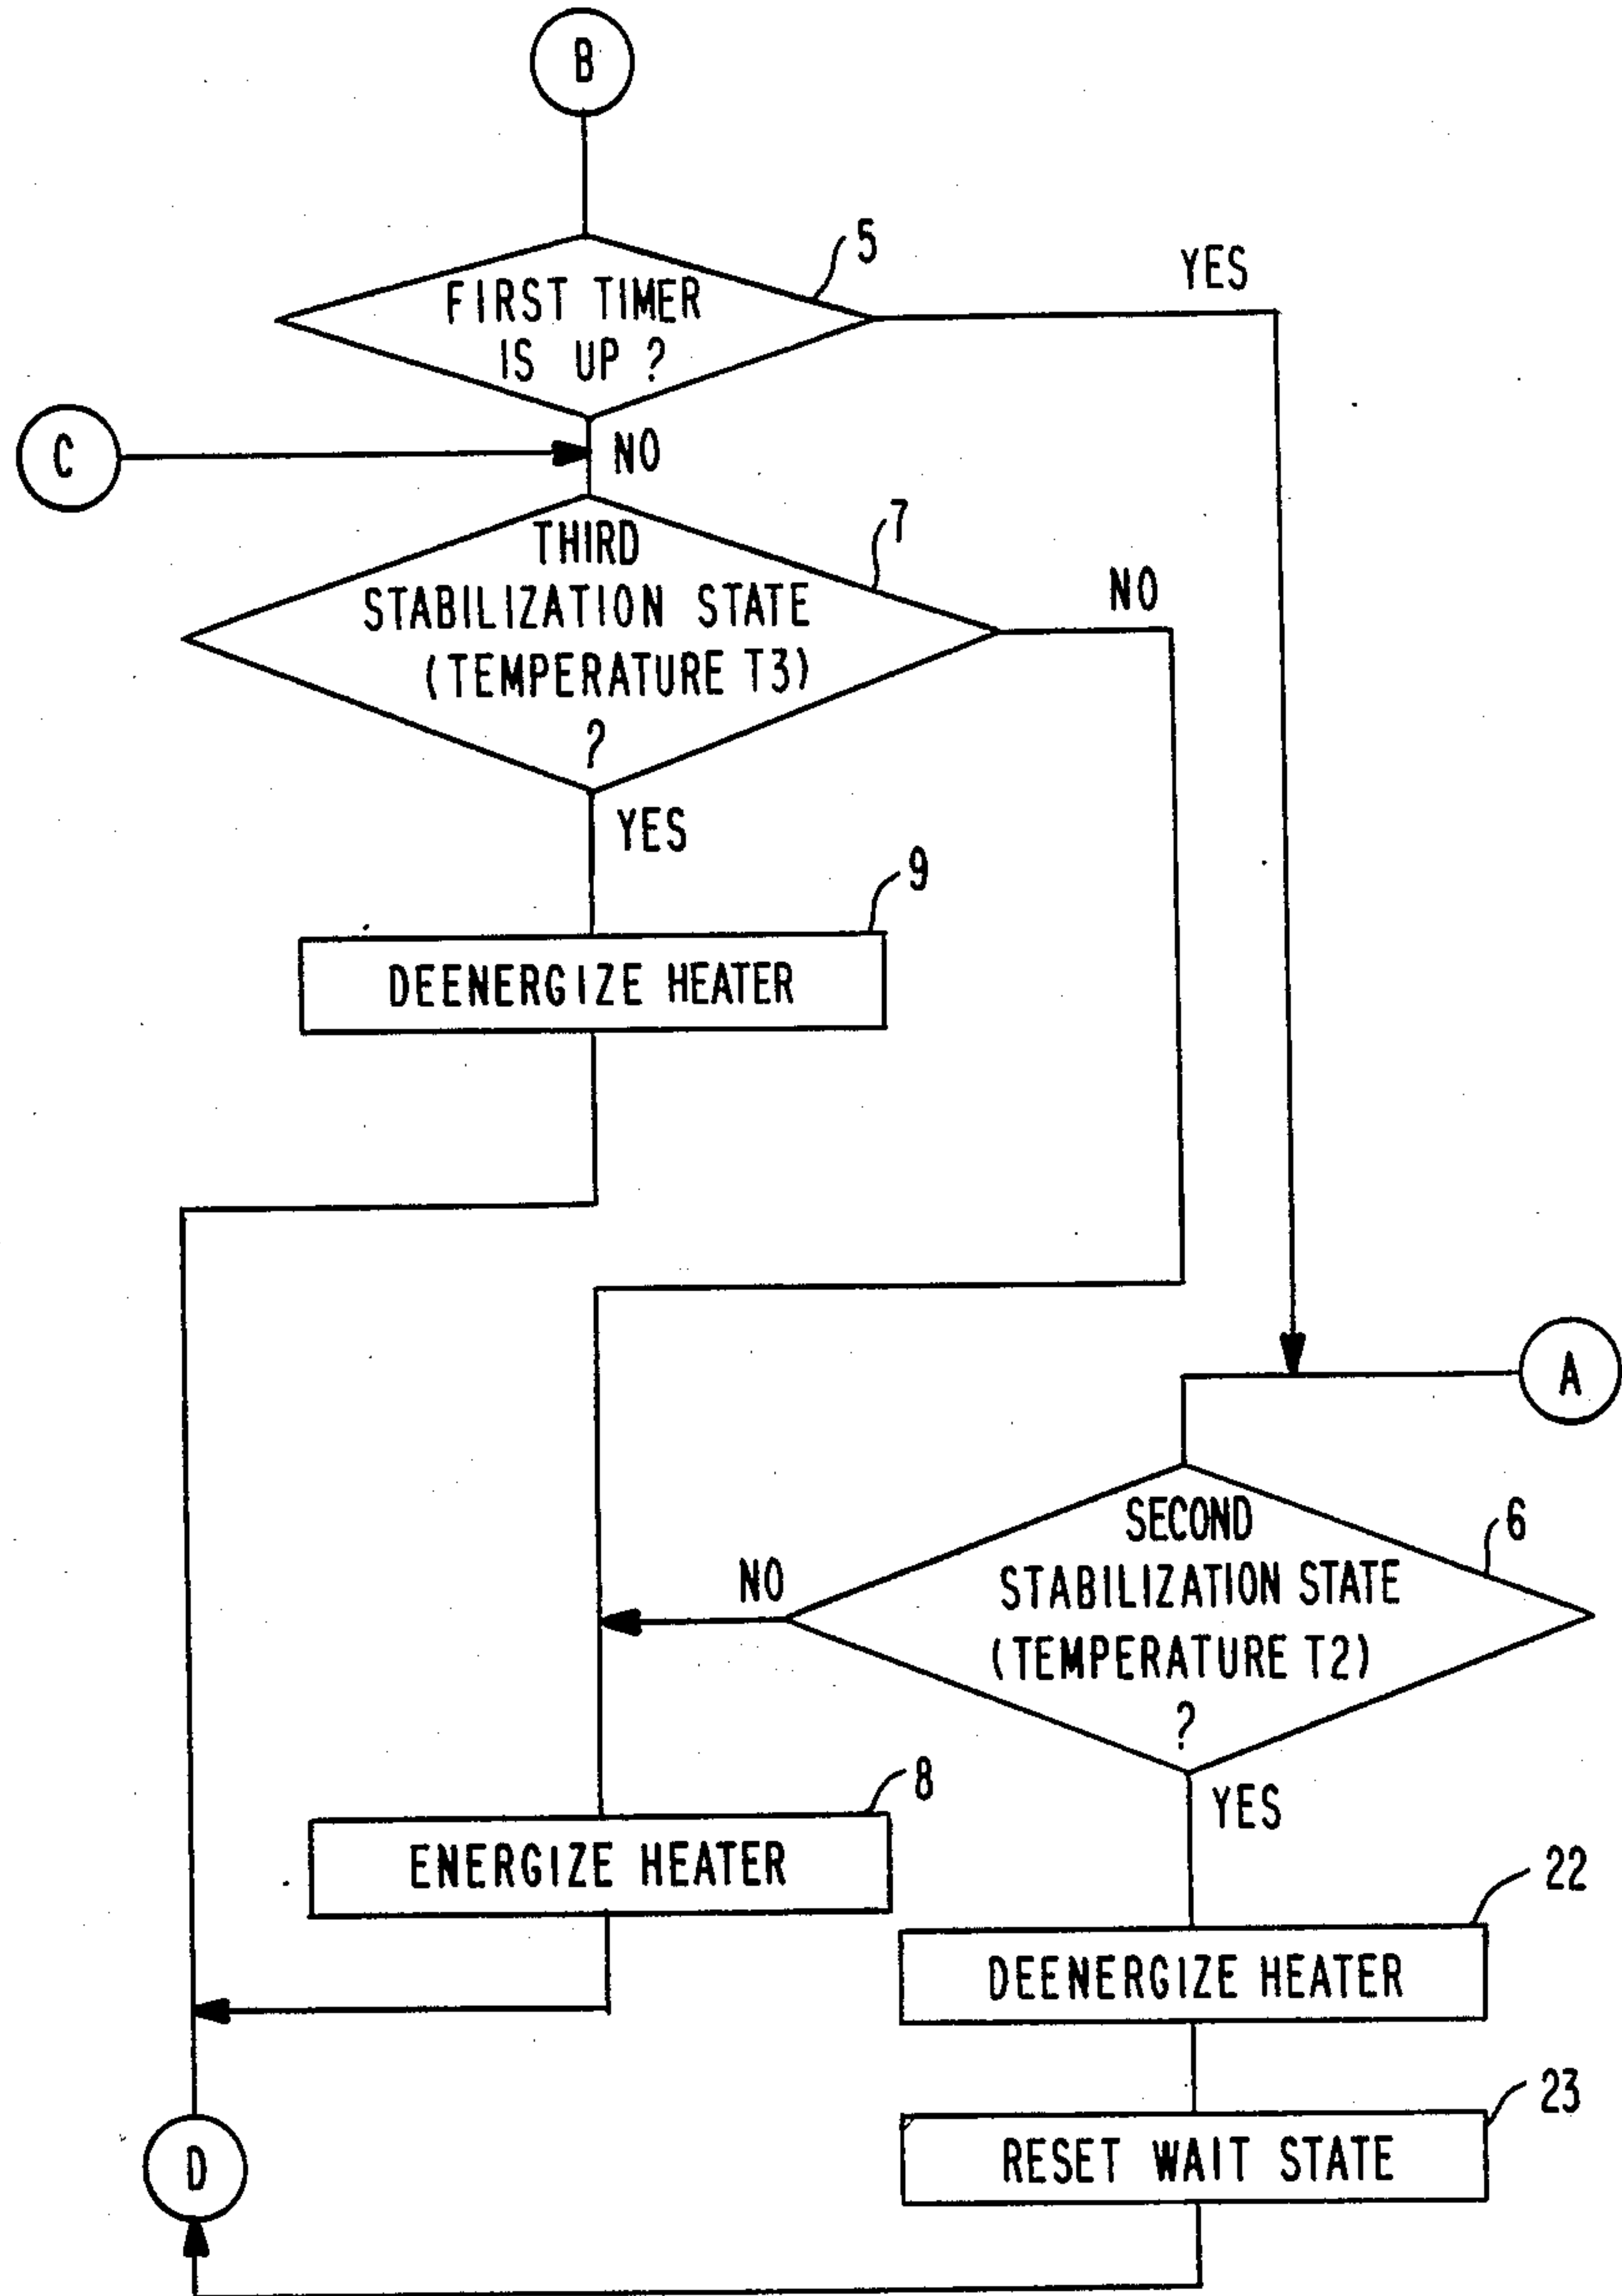 B
5
YES
FIRST TIMER
IS UP ?
C
NO
7
THIRD
STABILIZATION STATE
(TEMPERATURE T3)
?
NO
YES
9
DEENERGIZE HEATER
A
6
SECOND
STABILIZATION STATE
(TEMPERATURE T2)
?
NO
YES
8
ENERGIZE HEATER
22
DEENERGIZE HEATER
23
RESET WAIT STATE
D